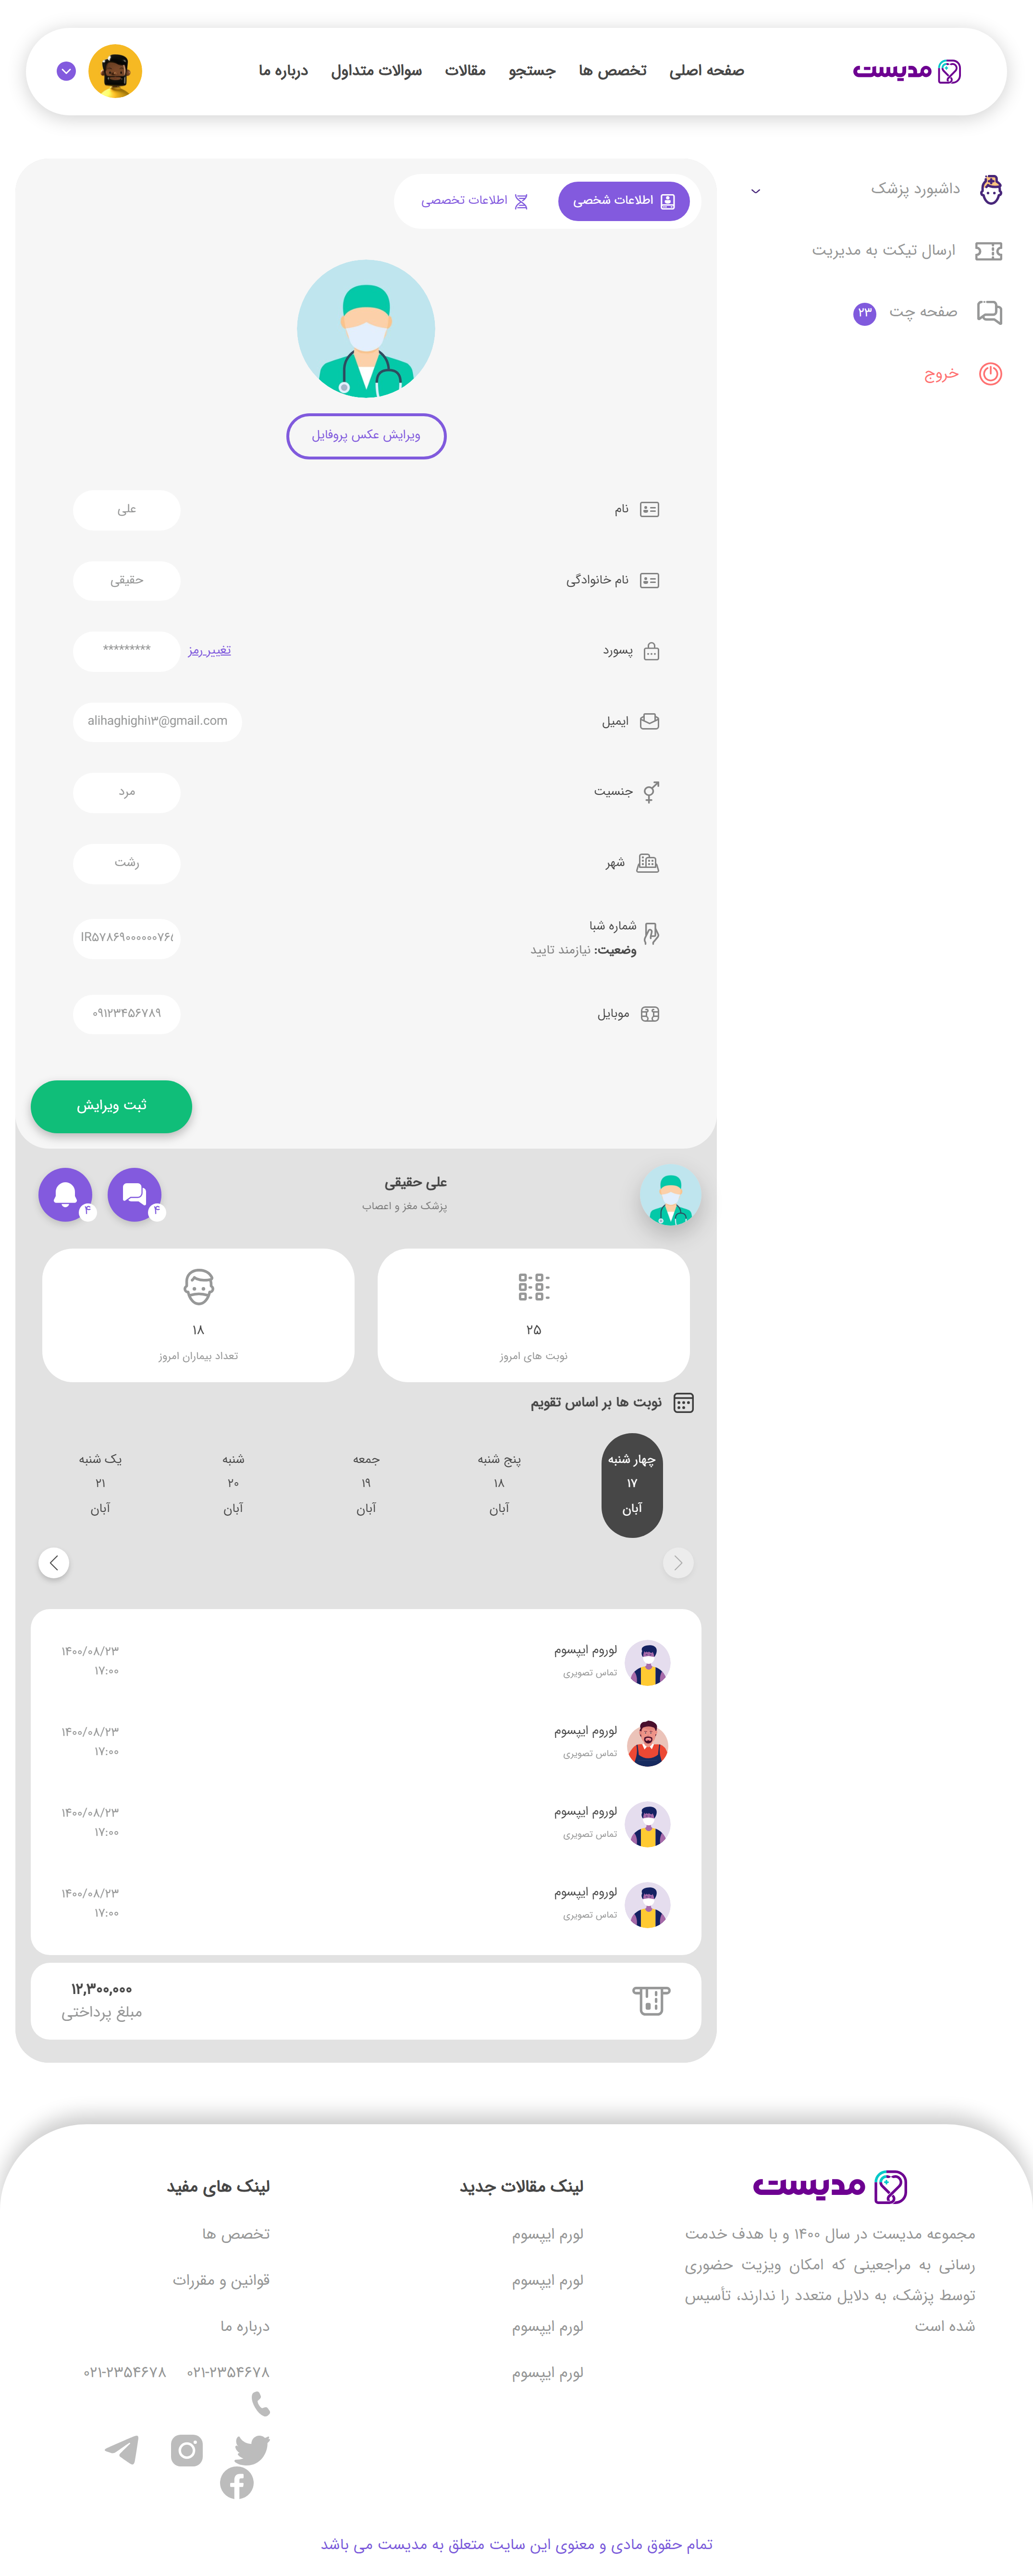 مدیست
صفحه اصلی
تخصص ها
جستجو
مقالات
سوالات متداول
درباره ما
داشبورد پزشک
ارسال تیکت به مدیریت
صفحه چت
۲۳
خروج
اطلاعات شخصی
اطلاعات تخصصی
ویرایش عکس پروفایل
نام
علی
نام خانوادگی
حقیقی
پسورد
تغییر رمز
*********
ایمیل
alihaghighi۱۳@gmail.com
جنسیت
مرد
شهر
رشت
شماره شبا
وضعیت: نیازمند تایید
IR۵۷۸۶۹۰۰۰۰۰۰۷۶۵
موبایل
۰۹۱۲۳۴۵۶۷۸۹
ثبت ویرایش
علی حقیقی
پزشک مغز و اعصاب
۴
۴
۲۵
نوبت های امروز
۱۸
تعداد بیماران امروز
نوبت ها بر اساس تقویم
چهار شنبه
۱۷
آبان
پنج شنبه
۱۸
آبان
جمعه
۱۹
آبان
شنبه
۲۰
آبان
یک شنبه
۲۱
آبان
لوروم ایپسوم
تماس تصویری
۱۴۰۰/۰۸/۲۳
۱۷:۰۰
لوروم ایپسوم
تماس تصویری
۱۴۰۰/۰۸/۲۳
۱۷:۰۰
لوروم ایپسوم
تماس تصویری
۱۴۰۰/۰۸/۲۳
۱۷:۰۰
لوروم ایپسوم
تماس تصویری
۱۴۰۰/۰۸/۲۳
۱۷:۰۰
۱۲,۳۰۰,۰۰۰
مبلغ پرداختی
مدیست
مجموعه مدیست در سال ۱۴۰۰ و با هدف خدمت
رسانی به مراجعینی که امکان ویزیت حضوری
توسط پزشک، به دلایل متعدد را ندارند، تأسیس
شده است
لینک مقالات جدید
لورم ایپسوم
لورم ایپسوم
لورم ایپسوم
لورم ایپسوم
لینک های مفید
تخصص ها
قوانین و مقررات
درباره ما
۰۲۱-۲۳۵۴۶۷۸
۰۲۱-۲۳۵۴۶۷۸
تمام حقوق مادی و معنوی این سایت متعلق به مدیست می باشد